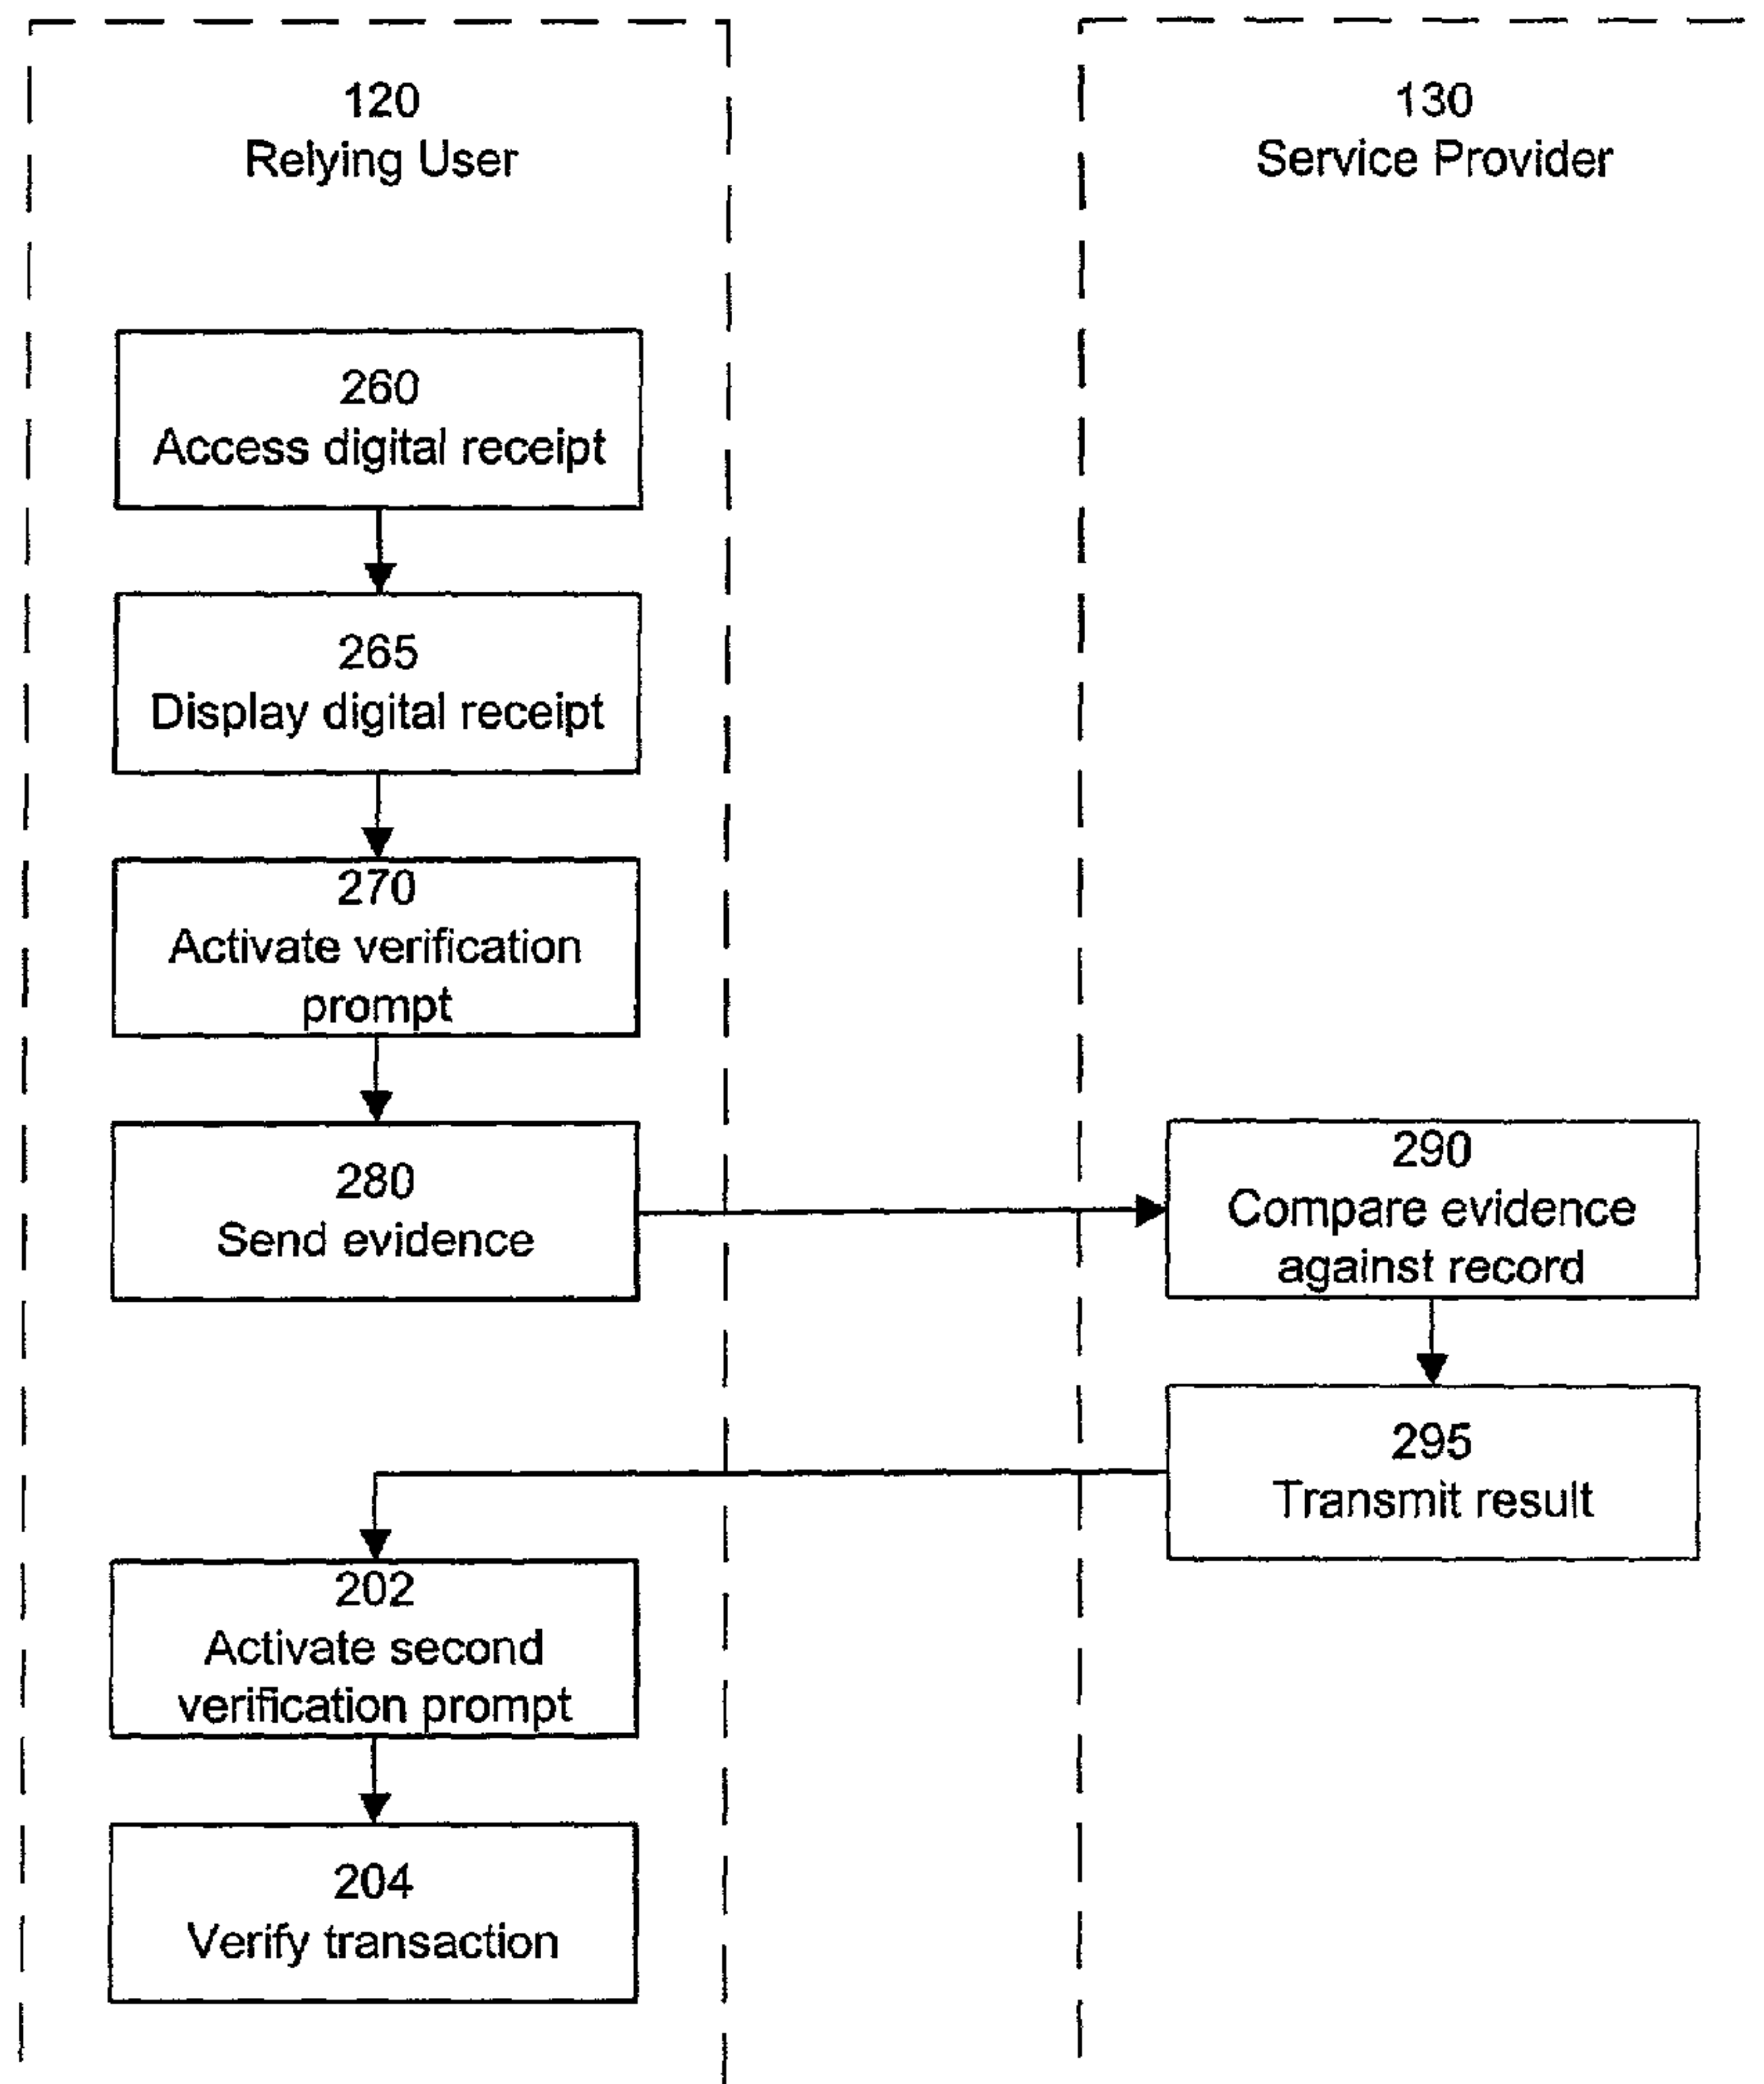 120
Relying User
130
Service Provider
260
Access digital receipt
265
Display digital receipt
270
Activate verification
prompt
280
Send evidence
290
Compare evidence
against record
295
Transmit result
202
Activate second
verification prompt
204
Verify transaction